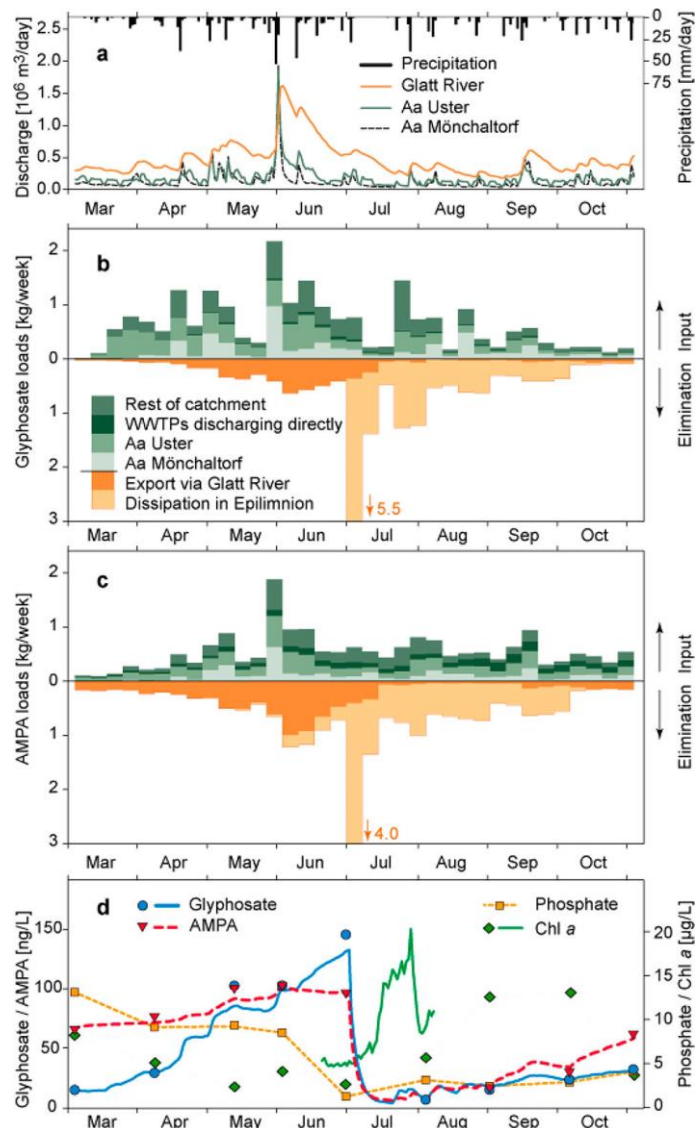 a
Discharge [10⁶ m³/day]
2.5
2.0
1.5
1.0
0.5
0.0
Precipitation [mm/day]
0
25
50
75
Precipitation
Glatt River
Aa Uster
Aa Mönchaltorf
Mar Apr May Jun Jul Aug Sep Oct
b
Glyphosate loads [kg/week]
2
1
0
1
2
3
Input
Elimination
Rest of catchment
WWTPs discharging directly
Aa Uster
Aa Mönchaltorf
Export via Glatt River
Dissipation in Epilimnion
5.5
Mar Apr May Jun Jul Aug Sep Oct
c
AMPA loads [kg/week]
2
1
0
1
2
3
Input
Elimination
4.0
Mar Apr May Jun Jul Aug Sep Oct
d
Glyphosate / AMPA [ng/L]
150
100
50
0
Phosphate / Chl a [µg/L]
20
15
10
5
0
Glyphosate
AMPA
Phosphate
Chl a
Mar Apr May Jun Jul Aug Sep Oct